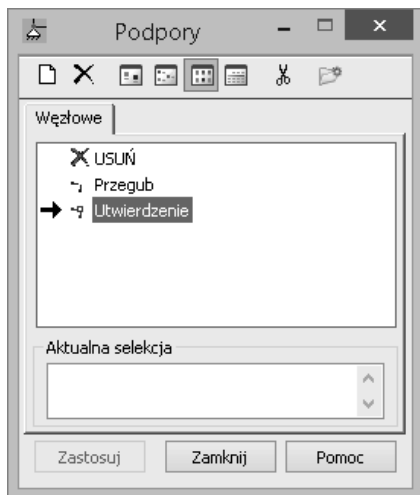 Podpory
Węzłowe
USUŃ
Przegub
Utwierdzenie
Aktualna selekcja
Zastosuj Zamknij Pomoc